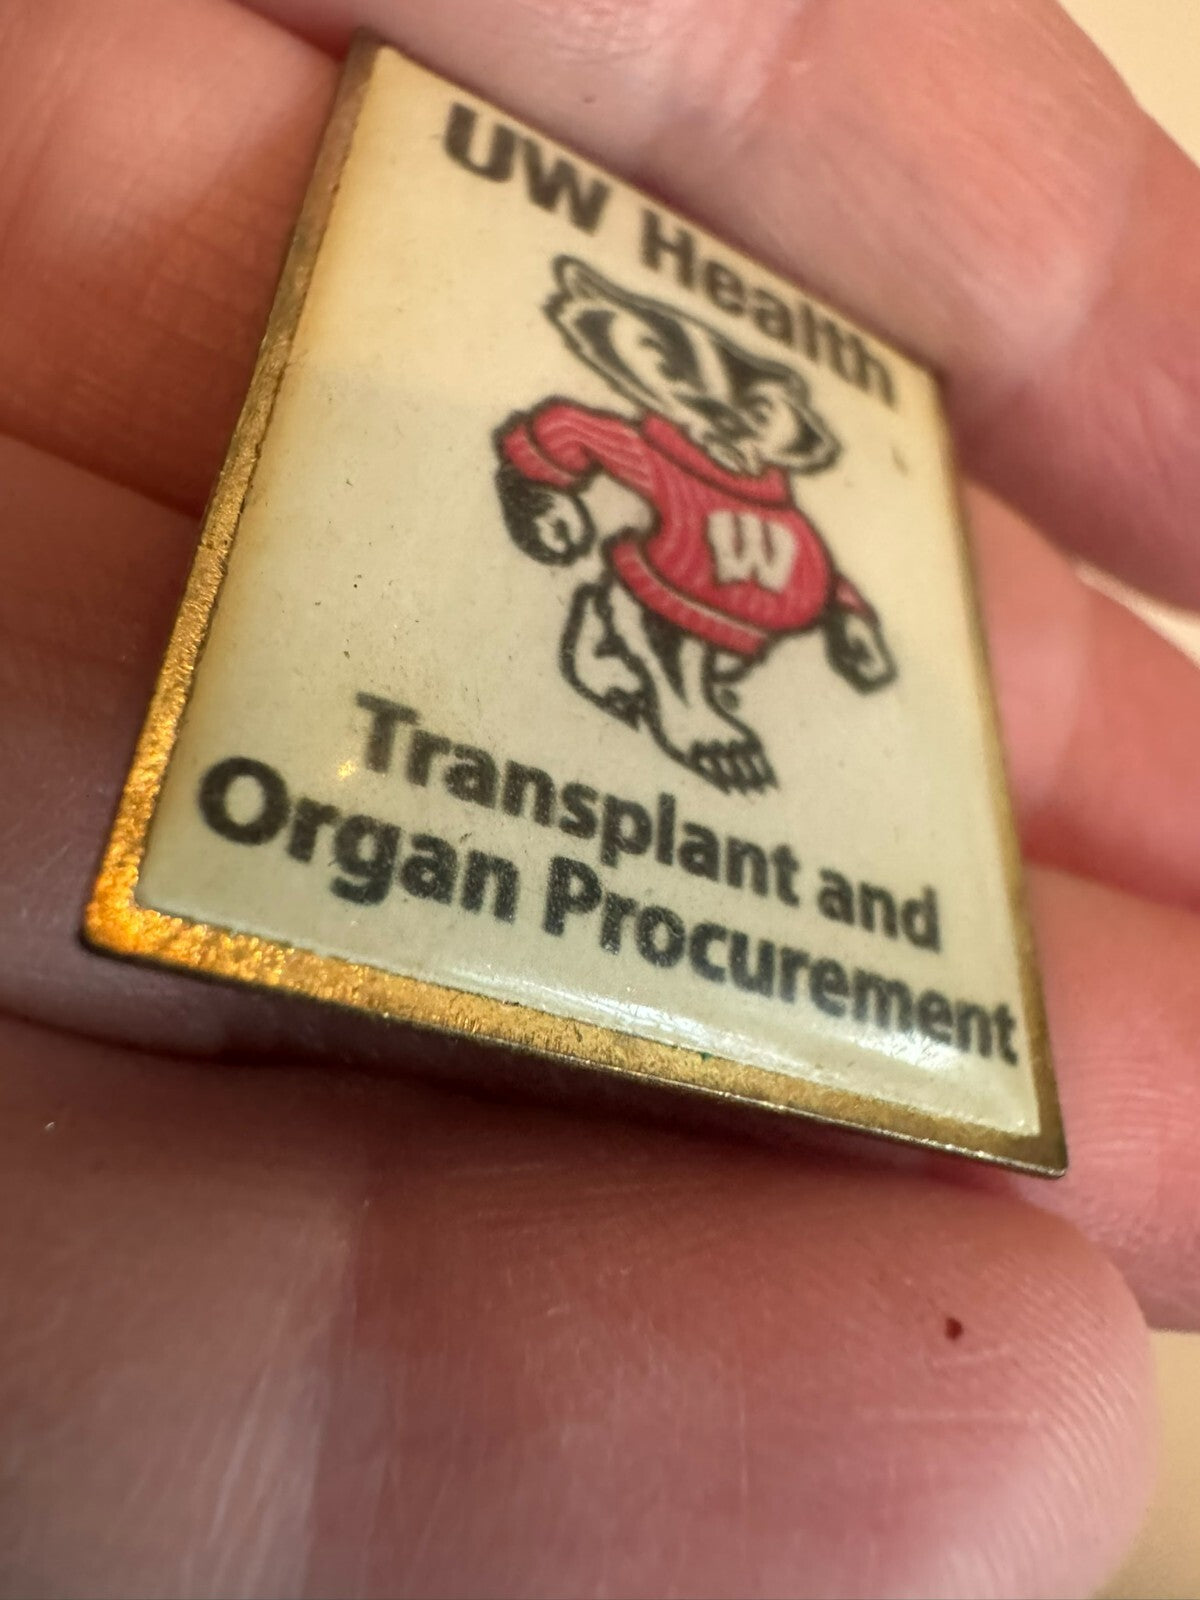 UW Health
W
Transplant and
Organ Procurement